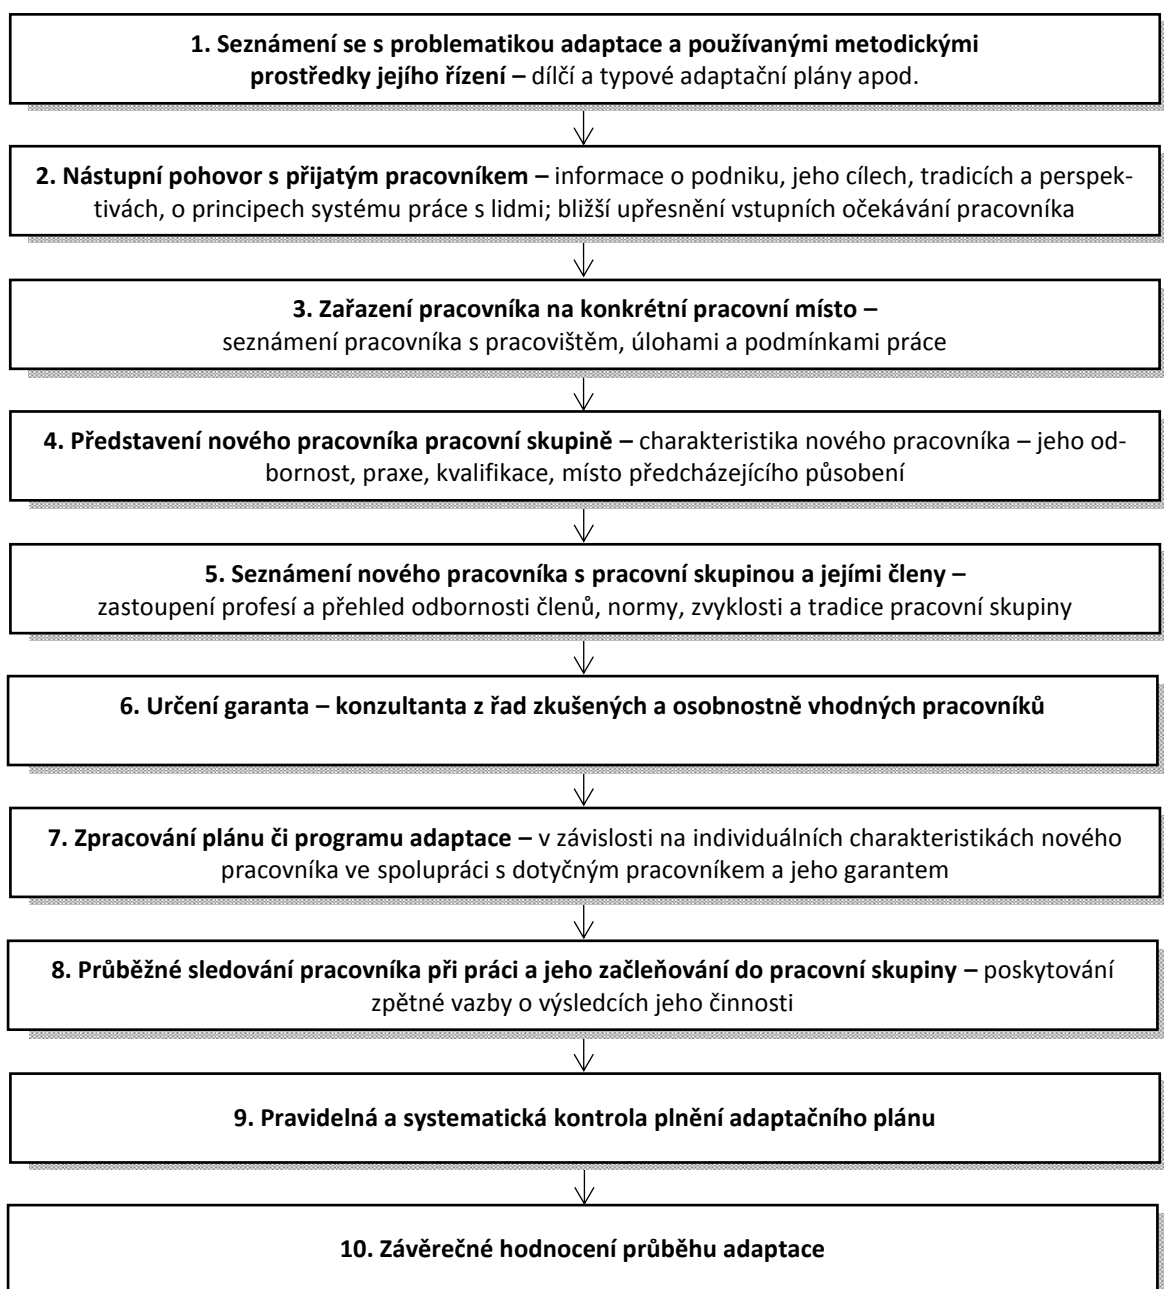 1. Seznámení se s problematikou adaptace a používanými metodickými
prostředky jejího řízení – dílčí a typové adaptační plány apod.
2. Nástupní pohovor s přijatým pracovníkem – informace o podniku, jeho cílech, tradicích a perspek-
tivách, o principech systému práce s lidmi; bližší upřesnění vstupních očekávání pracovníka
3. Zařazení pracovníka na konkrétní pracovní místo –
seznámení pracovníka s pracovištěm, úlohami a podmínkami práce
4. Představení nového pracovníka pracovní skupině – charakteristika nového pracovníka – jeho od-
bornost, praxe, kvalifikace, místo předcházejícího působení
5. Seznámení nového pracovníka s pracovní skupinou a jejími členy –
zastoupení profesí a přehled odbornosti členů, normy, zvyklosti a tradice pracovní skupiny
6. Určení garanta – konzultanta z řad zkušených a osobnostně vhodných pracovníků
7. Zpracování plánu či programu adaptace – v závislosti na individuálních charakteristikách nového
pracovníka ve spolupráci s dotyčným pracovníkem a jeho garantem
8. Průběžné sledování pracovníka při práci a jeho začleňování do pracovní skupiny – poskytování
zpětné vazby o výsledcích jeho činnosti
9. Pravidelná a systematická kontrola plnění adaptačního plánu
10. Závěrečné hodnocení průběhu adaptace